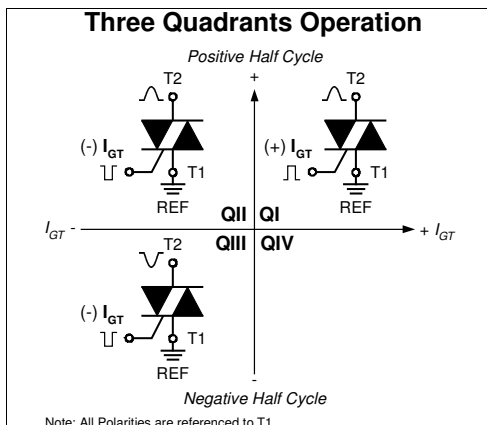 Three Quadrants Operation
Positive Half Cycle
T2 + T2
(-) IGT (+) IGT
T1 T1
REF REF
QII QI
IGT - + IGT
QIII QIV
T2
(-) IGT
T1
REF
-
Negative Half Cycle
Note: All Polarities are referenced to T1